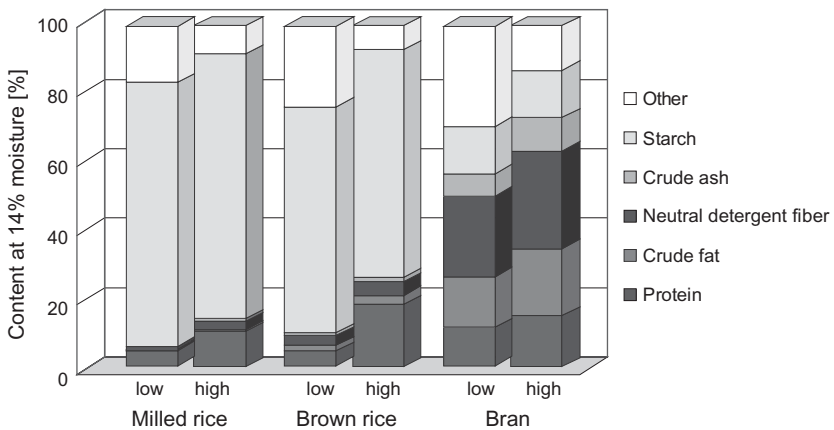 Content at 14% moisture [%]
100
80
60
40
20
0
low high low high low high
Milled rice Brown rice Bran
Other
Starch
Crude ash
Neutral detergent fiber
Crude fat
Protein